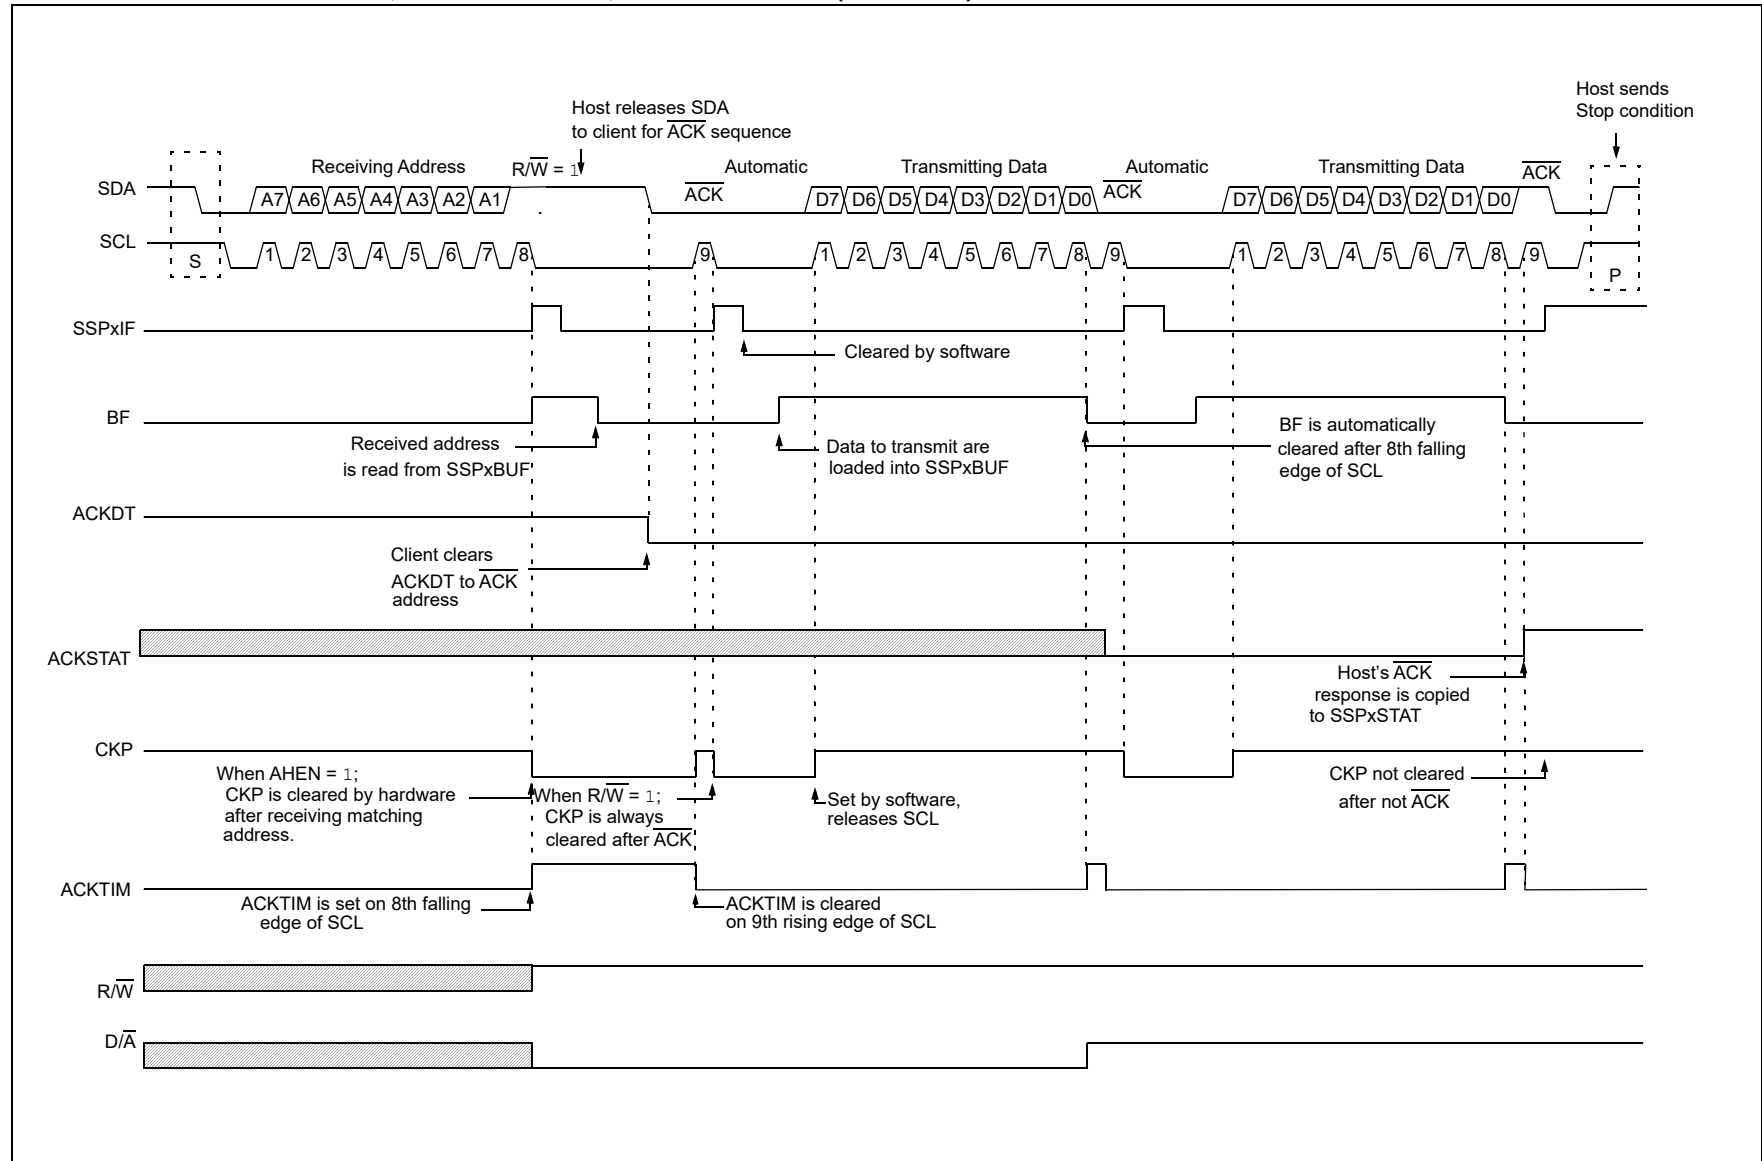 Host sends
Stop condition
Host releases SDA
to client for A̅C̅K̅ sequence
Receiving Address
R/W̅ = 1
Automatic
Transmitting Data
Automatic
Transmitting Data
A̅C̅K̅
SDA
A7 A6 A5 A4 A3 A2 A1
A̅C̅K̅
D7 D6 D5 D4 D3 D2 D1 D0
A̅C̅K̅
D7 D6 D5 D4 D3 D2 D1 D0
SCL
S
1 2 3 4 5 6 7 8
9
1 2 3 4 5 6 7 8 9
1 2 3 4 5 6 7 8 9
P
SSPxIF
Cleared by software
BF
Received address
is read from SSPxBUF
Data to transmit are
loaded into SSPxBUF
BF is automatically
cleared after 8th falling
edge of SCL
ACKDT
Client clears
ACKDT to A̅C̅K̅
address
ACKSTAT
Host's A̅C̅K̅
response is copied
to SSPxSTAT
CKP
When AHEN = 1;
CKP is cleared by hardware
after receiving matching
address.
When R/W̅ = 1;
CKP is always
cleared after A̅C̅K̅
Set by software,
releases SCL
CKP not cleared
after not A̅C̅K̅
ACKTIM
ACKTIM is set on 8th falling
edge of SCL
ACKTIM is cleared
on 9th rising edge of SCL
R/W̅
D/A̅